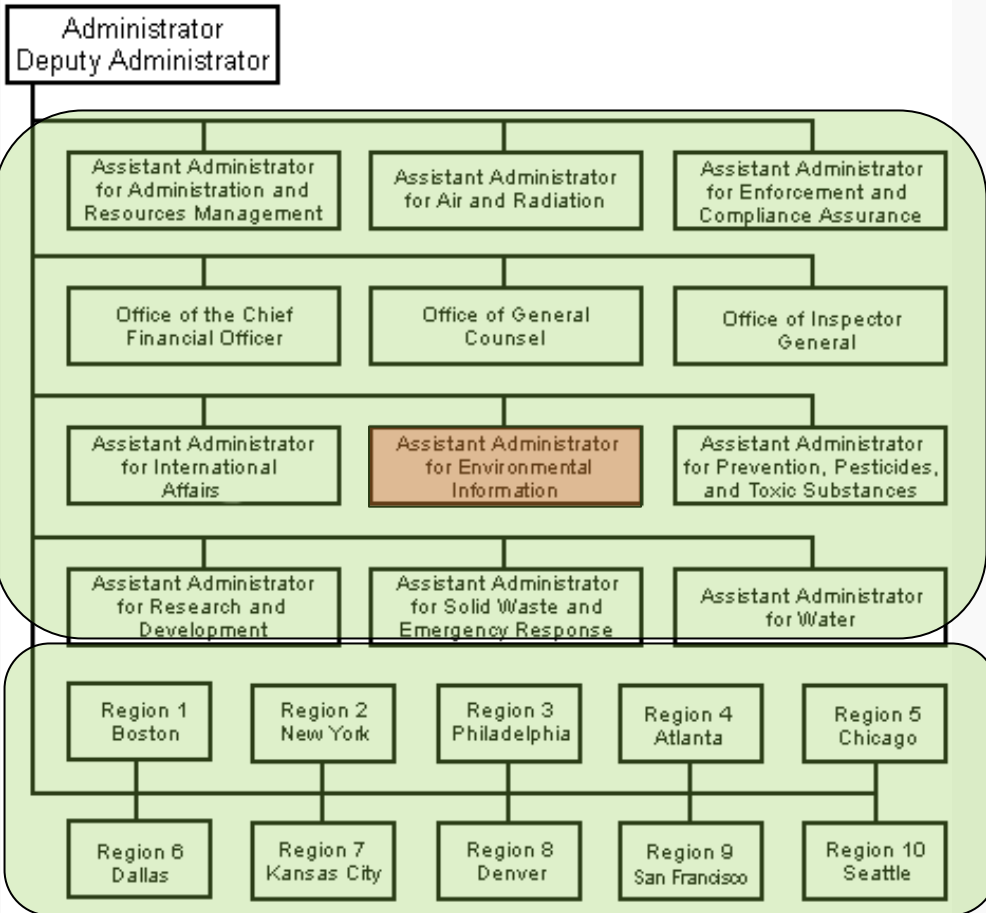 Administrator
Deputy Administrator
Assistant Administrator
for Administration and
Resources Management
Assistant Administrator
for Air and Radiation
Assistant Administrator
for Enforcement and
Compliance Assurance
Office of the Chief
Financial Officer
Office of General
Counsel
Office of Inspector
General
Assistant Administrator
for International
Affairs
Assistant Administrator
for Environmental
Information
Assistant Administrator
for Prevention, Pesticides,
and Toxic Substances
Assistant Administrator
for Research and
Development
Assistant Administrator
for Solid Waste and
Emergency Response
Assistant Administrator
for Water
Region 1
Boston
Region 2
New York
Region 3
Philadelphia
Region 4
Atlanta
Region 5
Chicago
Region 6
Dallas
Region 7
Kansas City
Region 8
Denver
Region 9
San Francisco
Region 10
Seattle